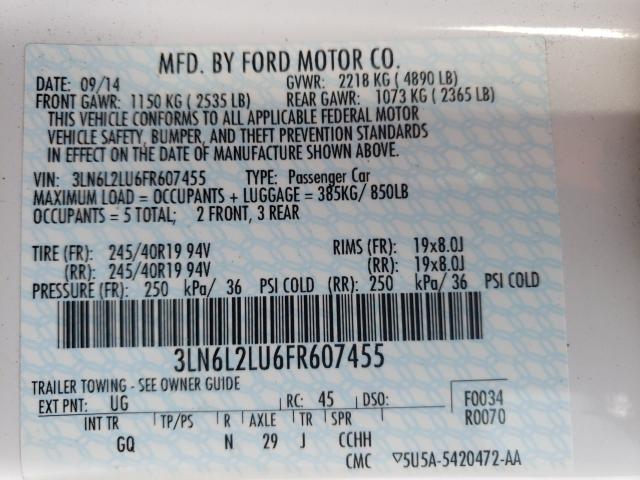 MFD. BY FORD MOTOR CO.
DATE: 09/14 GVWR: 2218 KG ( 4890 LB)
FRONT GAWR: 1150 KG ( 2535 LB) REAR GAWR: 1073 KG ( 2365 LB)
THIS VEHICLE CONFORMS TO ALL APPLICABLE FEDERAL MOTOR
VEHICLE SAFETY, BUMPER, AND THEFT PREVENTION STANDARDS
IN EFFECT ON THE DATE OF MANUFACTURE SHOWN ABOVE.
VIN: 3LN6L2LU6FR607455 TYPE: Passenger Car
MAXIMUM LOAD = OCCUPANTS + LUGGAGE = 385KG/ 850LB
OCCUPANTS = 5 TOTAL; 2 FRONT, 3 REAR
TIRE (FR): 245/40R19 94V RIMS (FR): 19x8.0J
(RR): 245/40R19 94V (RR): 19x8.0J
PRESSURE (FR): 250 kPa/ 36 PSI COLD (RR): 250 kPa/ 36 PSI COLD
3LN6L2LU6FR607455
TRAILER TOWING - SEE OWNER GUIDE
EXT PNT: UG RC: 45 DSO: F0034
INT TR TP/PS R AXLE TR SPR R0070
GQ N 29 J CCHH
CMC ▽5U5A-5420472-AA